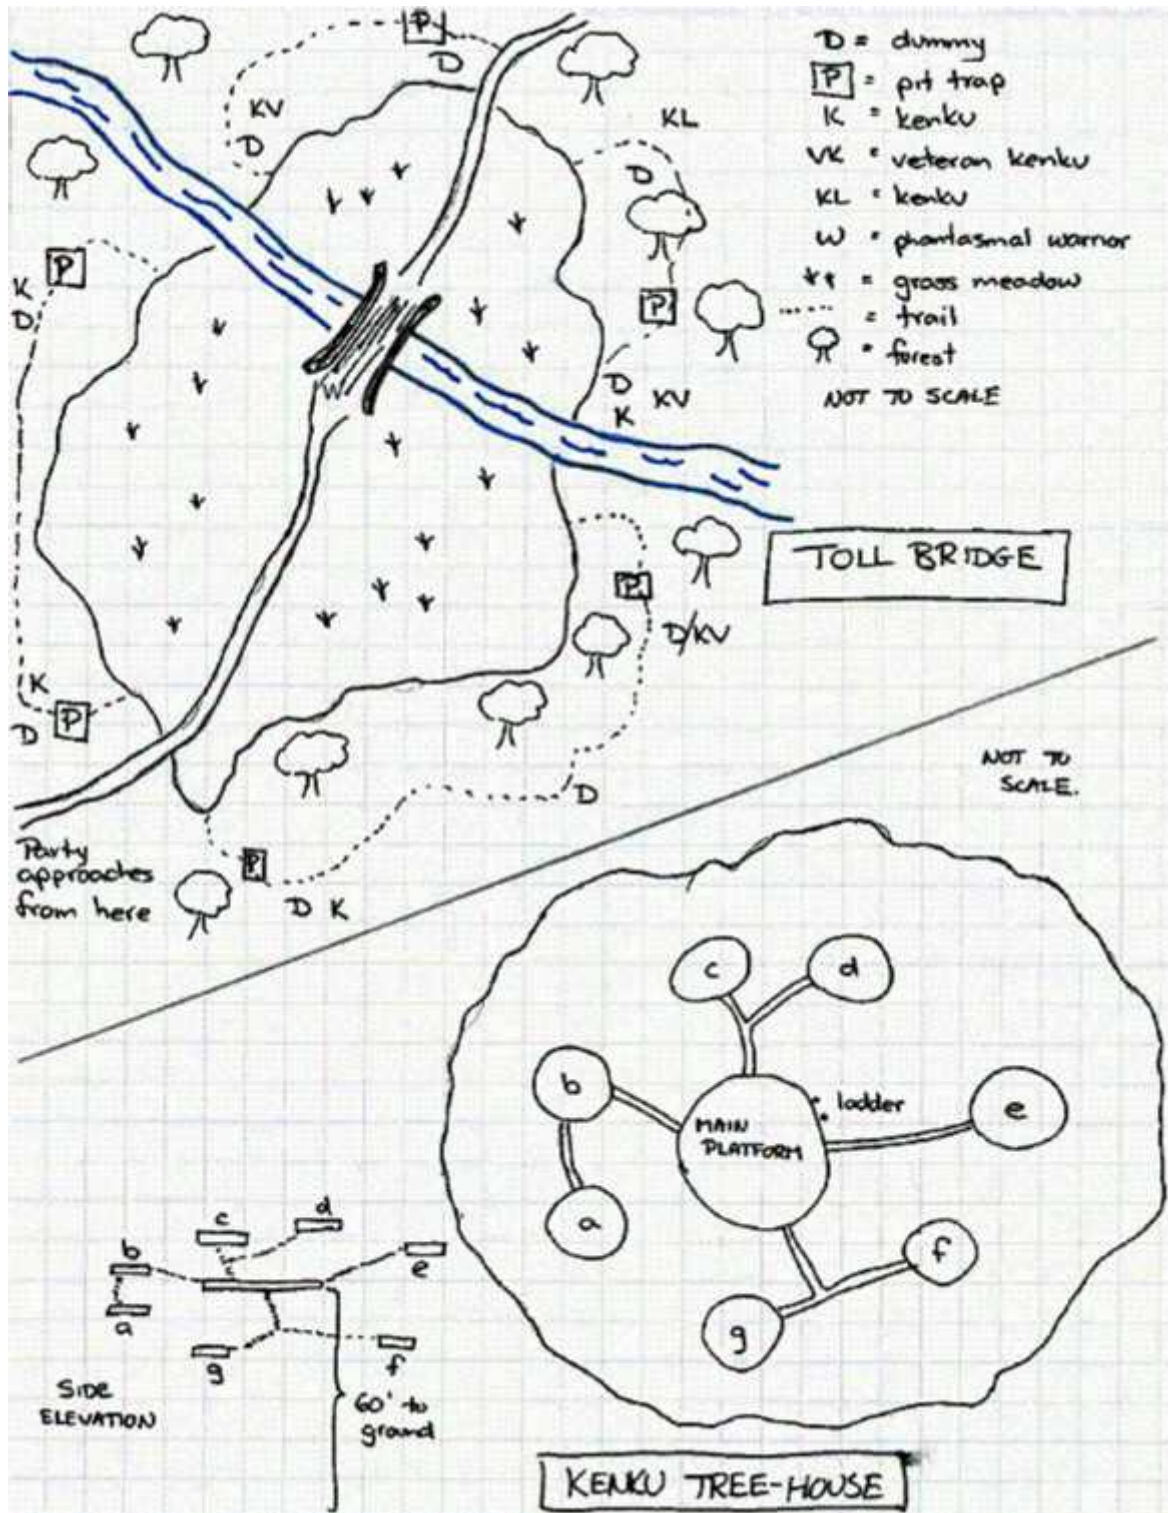 P
D
KV
D
KL
D
P
K
D
P
D
K
KV
W
P
D/KV
K
D
P
D
P
D K
D = dummy
P = pit trap
K = kenku
VK = veteran kenku
KL = kenku
W = phantasmal warrior
= grass meadow
= trail
= forest
NOT TO SCALE
TOLL BRIDGE
Party
approaches
from here
NOT TO
SCALE.
c
d
b
ladder
e
MAIN
PLATFORM
a
f
g
c
d
b
e
a
g
f
SIDE
ELEVATION
60' to
ground
KENKU TREE-HOUSE